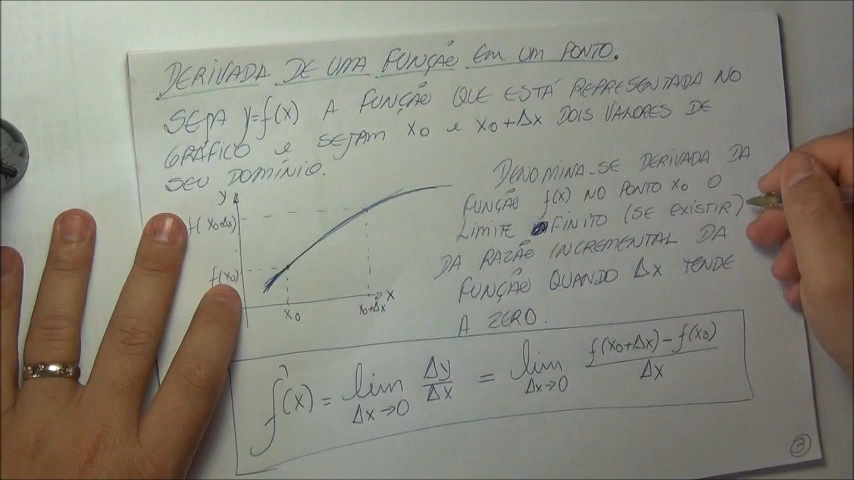 DERIVADA DE UMA FUNÇÃO EM UM PONTO.
SEJA y=f(x) A FUNÇÃO QUE ESTÁ REPRESENTADA NO
GRÁFICO E SEJAM x0 e x0+Δx DOIS VALORES DE
SEU DOMÍNIO.
DENOMINA-SE DERIVADA DA
FUNÇÃO f(x) NO PONTO x0 O
LIMITE FINITO (SE EXISTIR)
DA RAZÃO INCREMENTAL DA
FUNÇÃO QUANDO Δx TENDE
A ZERO.
y
f(x0+Δx)
f(x0)
x0
x0+Δx
x
f'(x) = lim Δx→0 Δy/Δx = lim Δx→0 f(x0+Δx)-f(x0)/Δx
3